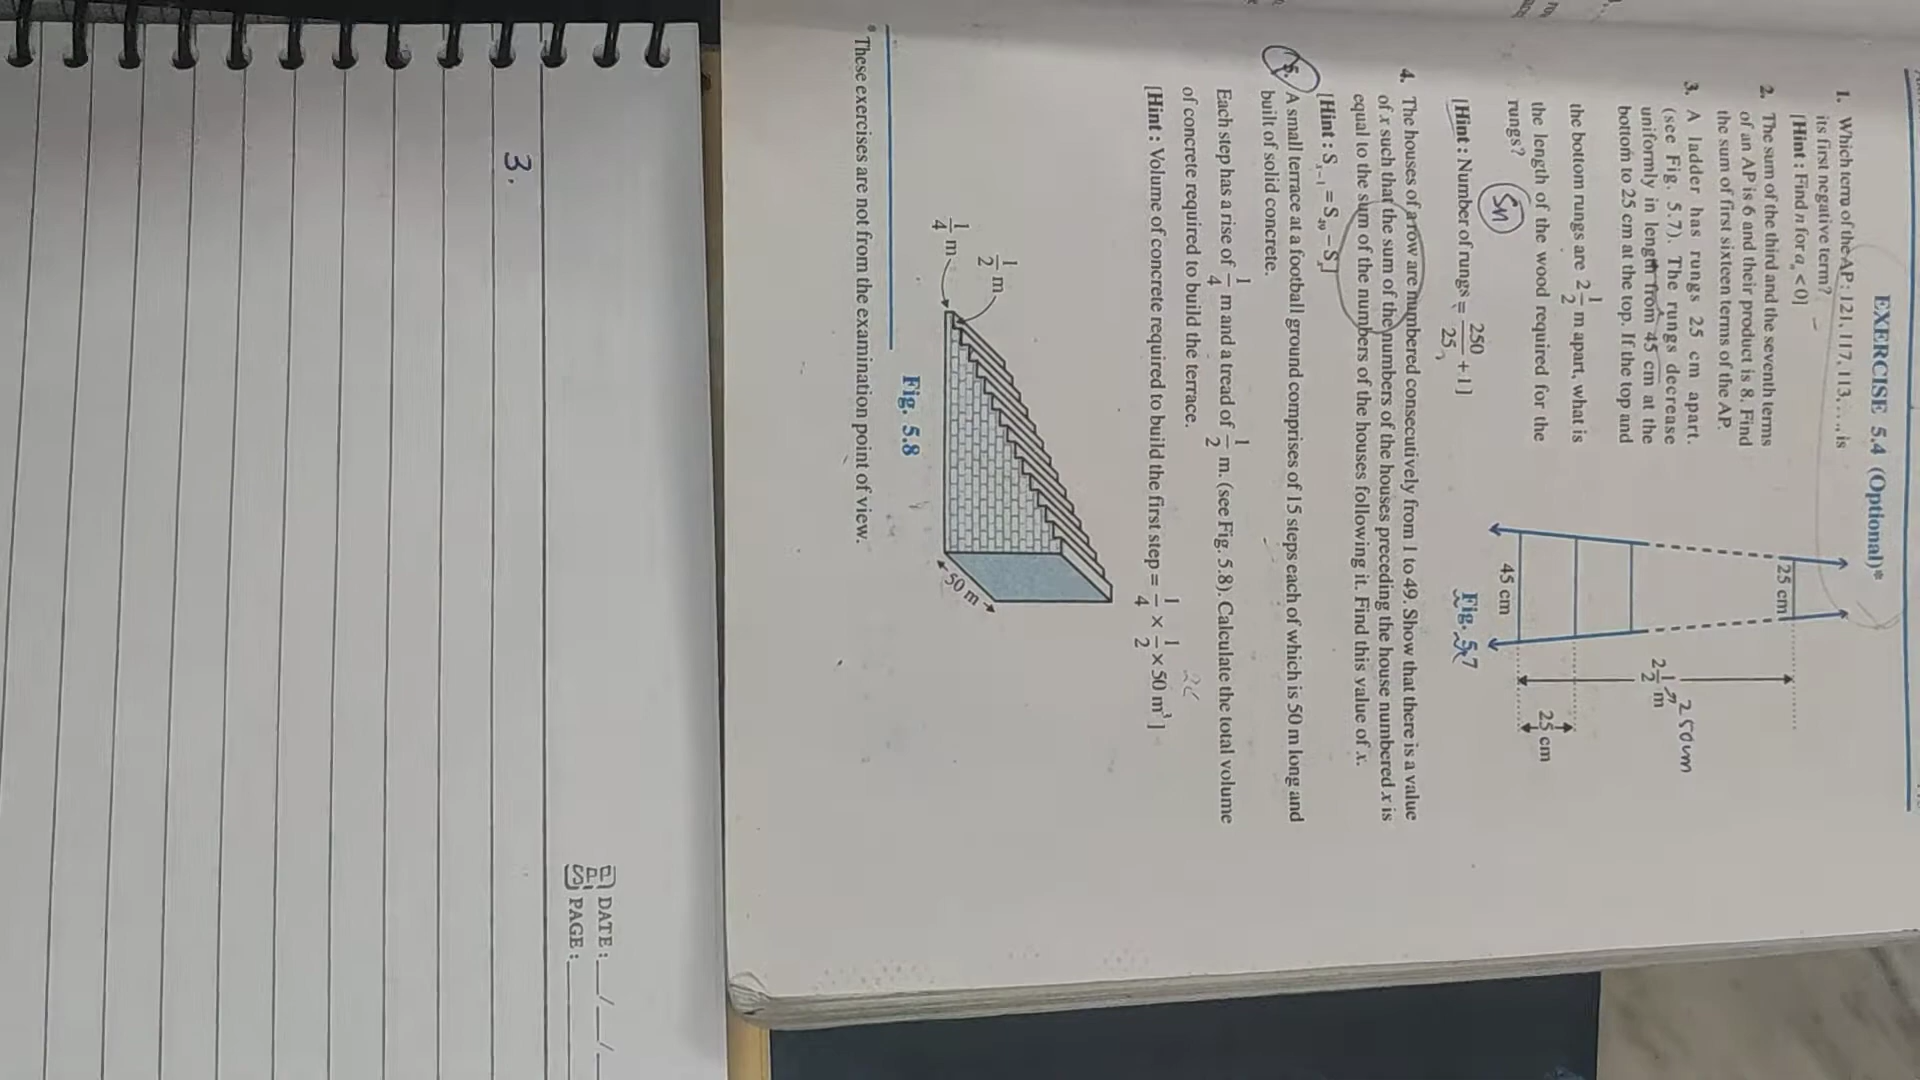 EXERCISE 5.4 (Optional)*
1. Which term of the AP : 121, 117, 113, . . ., is
its first negative term?
[Hint : Find n for aₙ < 0]
2. The sum of the third and the seventh terms
of an AP is 6 and their product is 8. Find
the sum of first sixteen terms of the AP.
3. A ladder has rungs 25 cm apart.
(see Fig. 5.7). The rungs decrease
uniformly in length from 45 cm at the
bottom to 25 cm at the top. If the top and
the bottom rungs are 2 1/2 m apart, what is
the length of the wood required for the
rungs?
Sn
[Hint : Number of rungs = 250/25 + 1]
25 cm
2 1/2 m
25 cm
45 cm
Fig. 5.7
4. The houses of a row are numbered consecutively from 1 to 49. Show that there is a value
of x such that the sum of the numbers of the houses preceding the house numbered x is
equal to the sum of the numbers of the houses following it. Find this value of x.
[Hint : Sₓ₋₁ = S₄₉ – Sₓ]
5. A small terrace at a football ground comprises of 15 steps each of which is 50 m long and
built of solid concrete.
Each step has a rise of 1/4 m and a tread of 1/2 m. (see Fig. 5.8). Calculate the total volume
of concrete required to build the terrace.
[Hint : Volume of concrete required to build the first step = 1/4 × 1/2 × 50 m³]
1/2 m
1/4 m
50 m
Fig. 5.8
* These exercises are not from the examination point of view.
DATE : __/__/__
PAGE :
3.